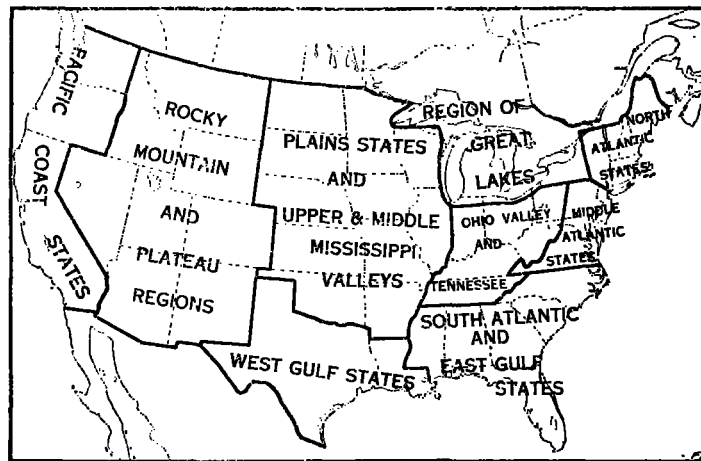 PACIFIC
COAST
STATES
ROCKY
MOUNTAIN
AND
PLATEAU
REGIONS
PLAINS STATES
AND
UPPER & MIDDLE
MISSISSIPPI
VALLEYS
REGION OF
GREAT
LAKES
NORTH
ATLANTIC
STATES
OHIO VALLEY
AND
TENNESSEE
MIDDLE
ATLANTIC
STATES
SOUTH ATLANTIC
AND
EAST GULF
STATES
WEST GULF STATES